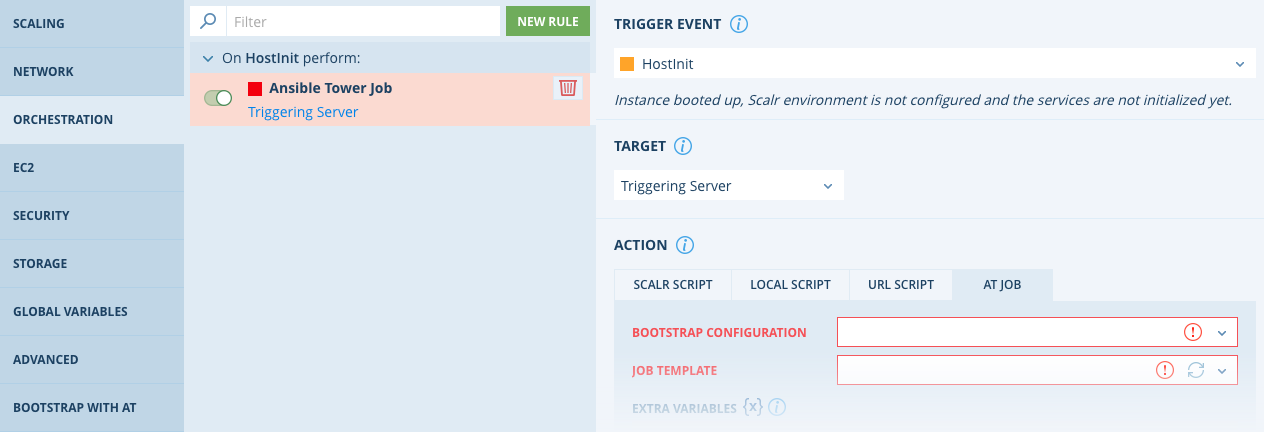 SCALING
NETWORK
ORCHESTRATION
EC2
SECURITY
STORAGE
GLOBAL VARIABLES
ADVANCED
BOOTSTRAP WITH AT
Filter
NEW RULE
On HostInit perform:
Ansible Tower Job
Triggering Server
TRIGGER EVENT i
HostInit
Instance booted up, Scalr environment is not configured and the services are not initialized yet.
TARGET i
Triggering Server
ACTION i
SCALR SCRIPT LOCAL SCRIPT URL SCRIPT AT JOB
BOOTSTRAP CONFIGURATION !
JOB TEMPLATE !
EXTRA VARIABLES {x} i